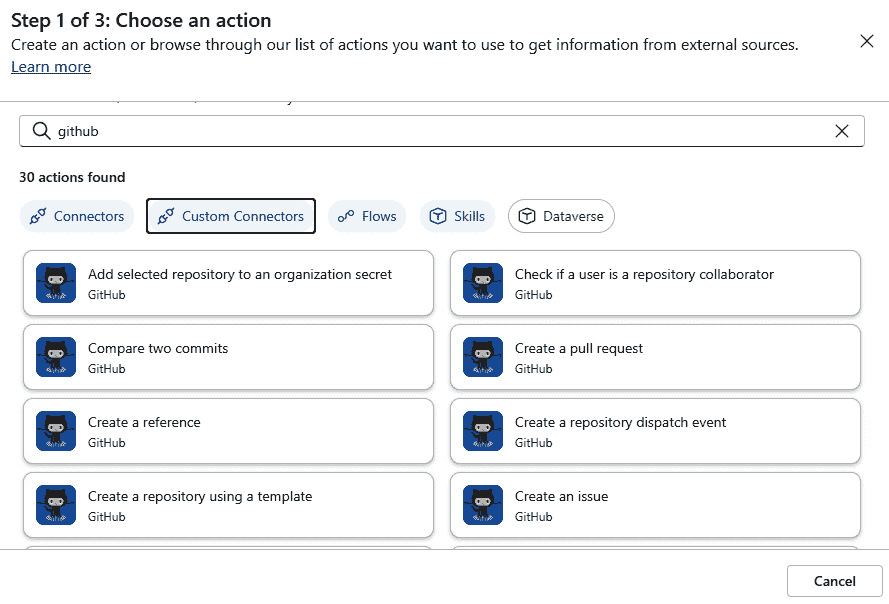 Step 1 of 3: Choose an action
Create an action or browse through our list of actions you want to use to get information from external sources.
Learn more
github
30 actions found
Connectors
Custom Connectors
Flows
Skills
Dataverse
Add selected repository to an organization secret
GitHub
Check if a user is a repository collaborator
GitHub
Compare two commits
GitHub
Create a pull request
GitHub
Create a reference
GitHub
Create a repository dispatch event
GitHub
Create a repository using a template
GitHub
Create an issue
GitHub
Cancel